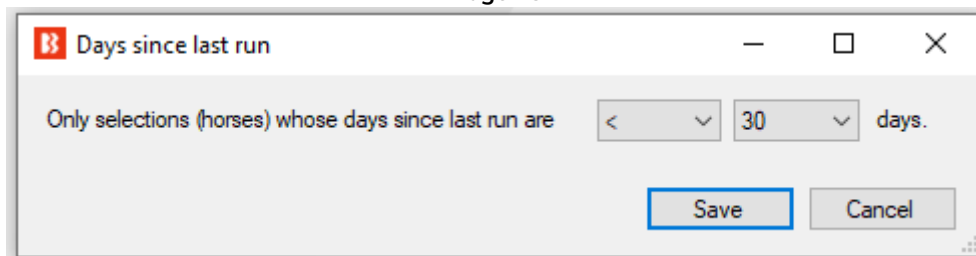 Days since last run
Only selections (horses) whose days since last run are < 30 days.
Save Cancel